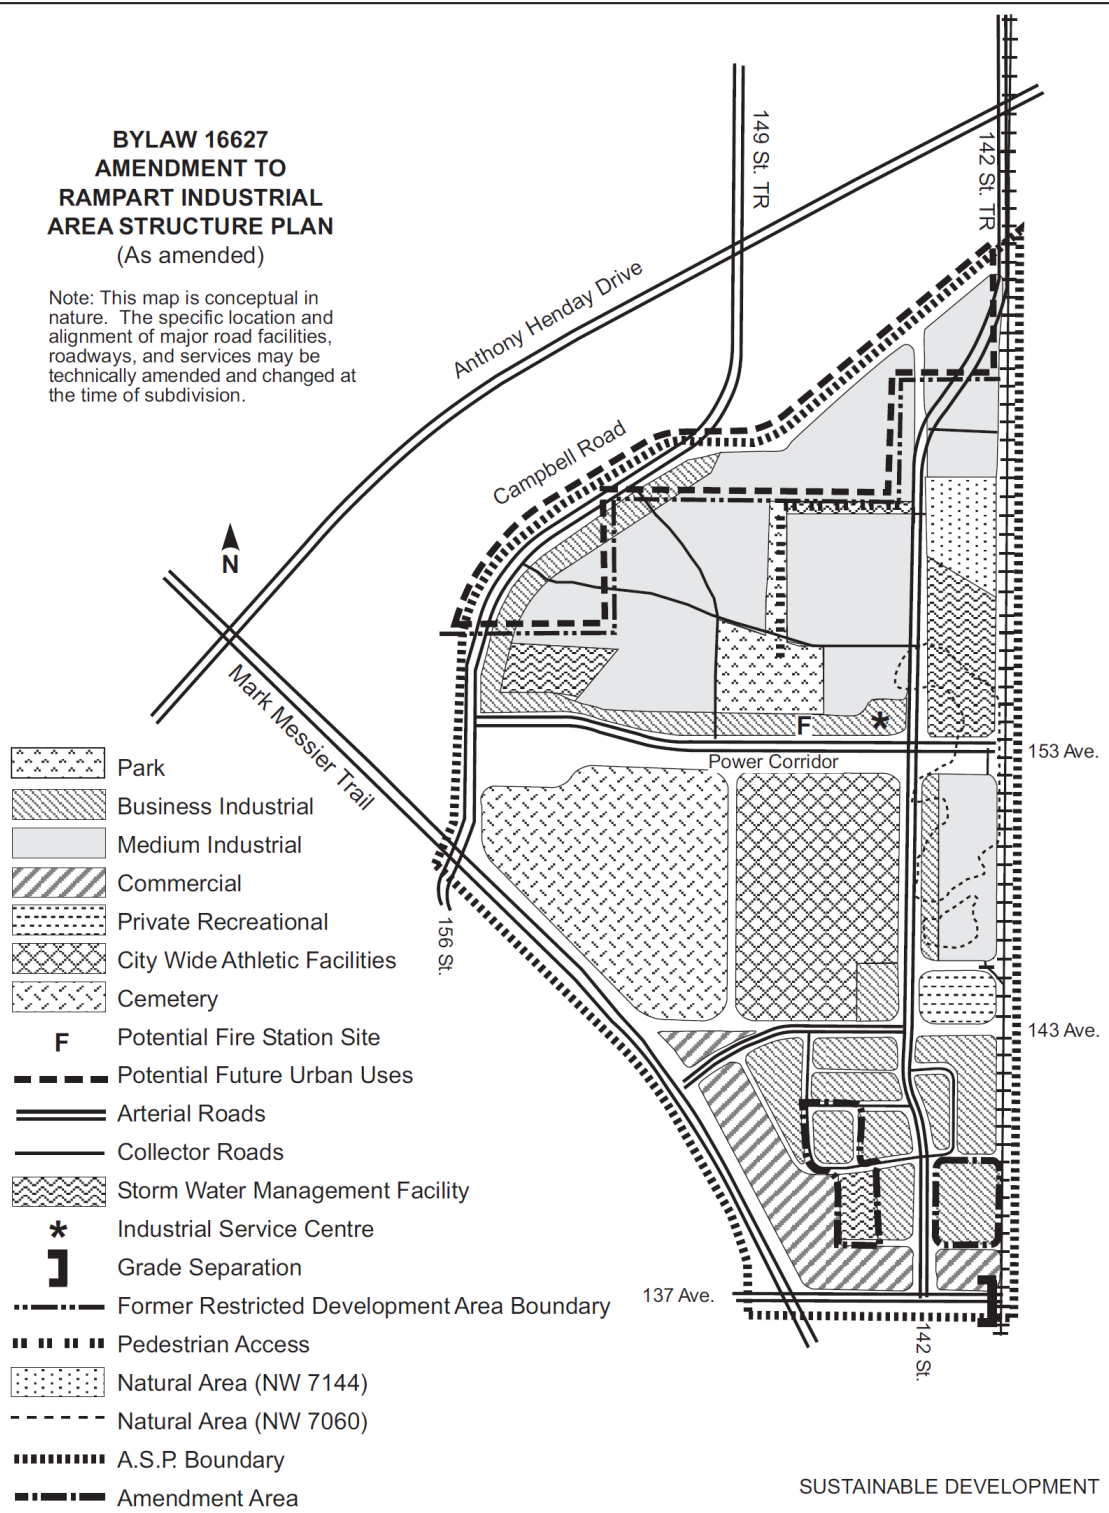 BYLAW 16627
AMENDMENT TO
RAMPART INDUSTRIAL
AREA STRUCTURE PLAN
(As amended)
Note: This map is conceptual in
nature.  The specific location and
alignment of major road facilities,
roadways, and services may be
technically amended and changed at
the time of subdivision.
149 St. TR
142 St. TR
Anthony Henday Drive
Campbell Road
N
Mark Messier Trail
F
*
153 Ave.
Power Corridor
156 St.
143 Ave.
137 Ave.
142 St.
Park
Business Industrial
Medium Industrial
Commercial
Private Recreational
City Wide Athletic Facilities
Cemetery
F Potential Fire Station Site
Potential Future Urban Uses
Arterial Roads
Collector Roads
Storm Water Management Facility
* Industrial Service Centre
Grade Separation
Former Restricted Development Area Boundary
Pedestrian Access
Natural Area (NW 7144)
Natural Area (NW 7060)
A.S.P. Boundary
Amendment Area
SUSTAINABLE DEVELOPMENT